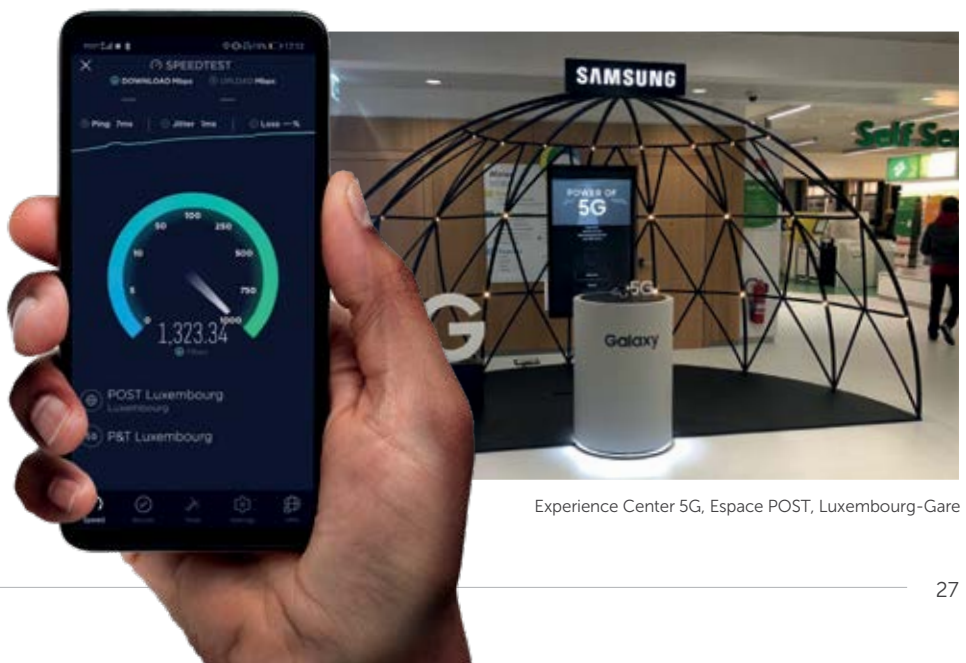 SPEEDTEST
DOWNLOAD Mbps UPLOAD Mbps
Ping 7ms Jitter 1ms Loss —%
100
50 250
10 500
5 750
0 1000
1,323.34
Mbps
POST Luxembourg
Luxembourg
P&T Luxembourg
Speed
SAMSUNG
Self Ser
POWER OF
5G
5G
G
Galaxy
Experience Center 5G, Espace POST, Luxembourg-Gare
27